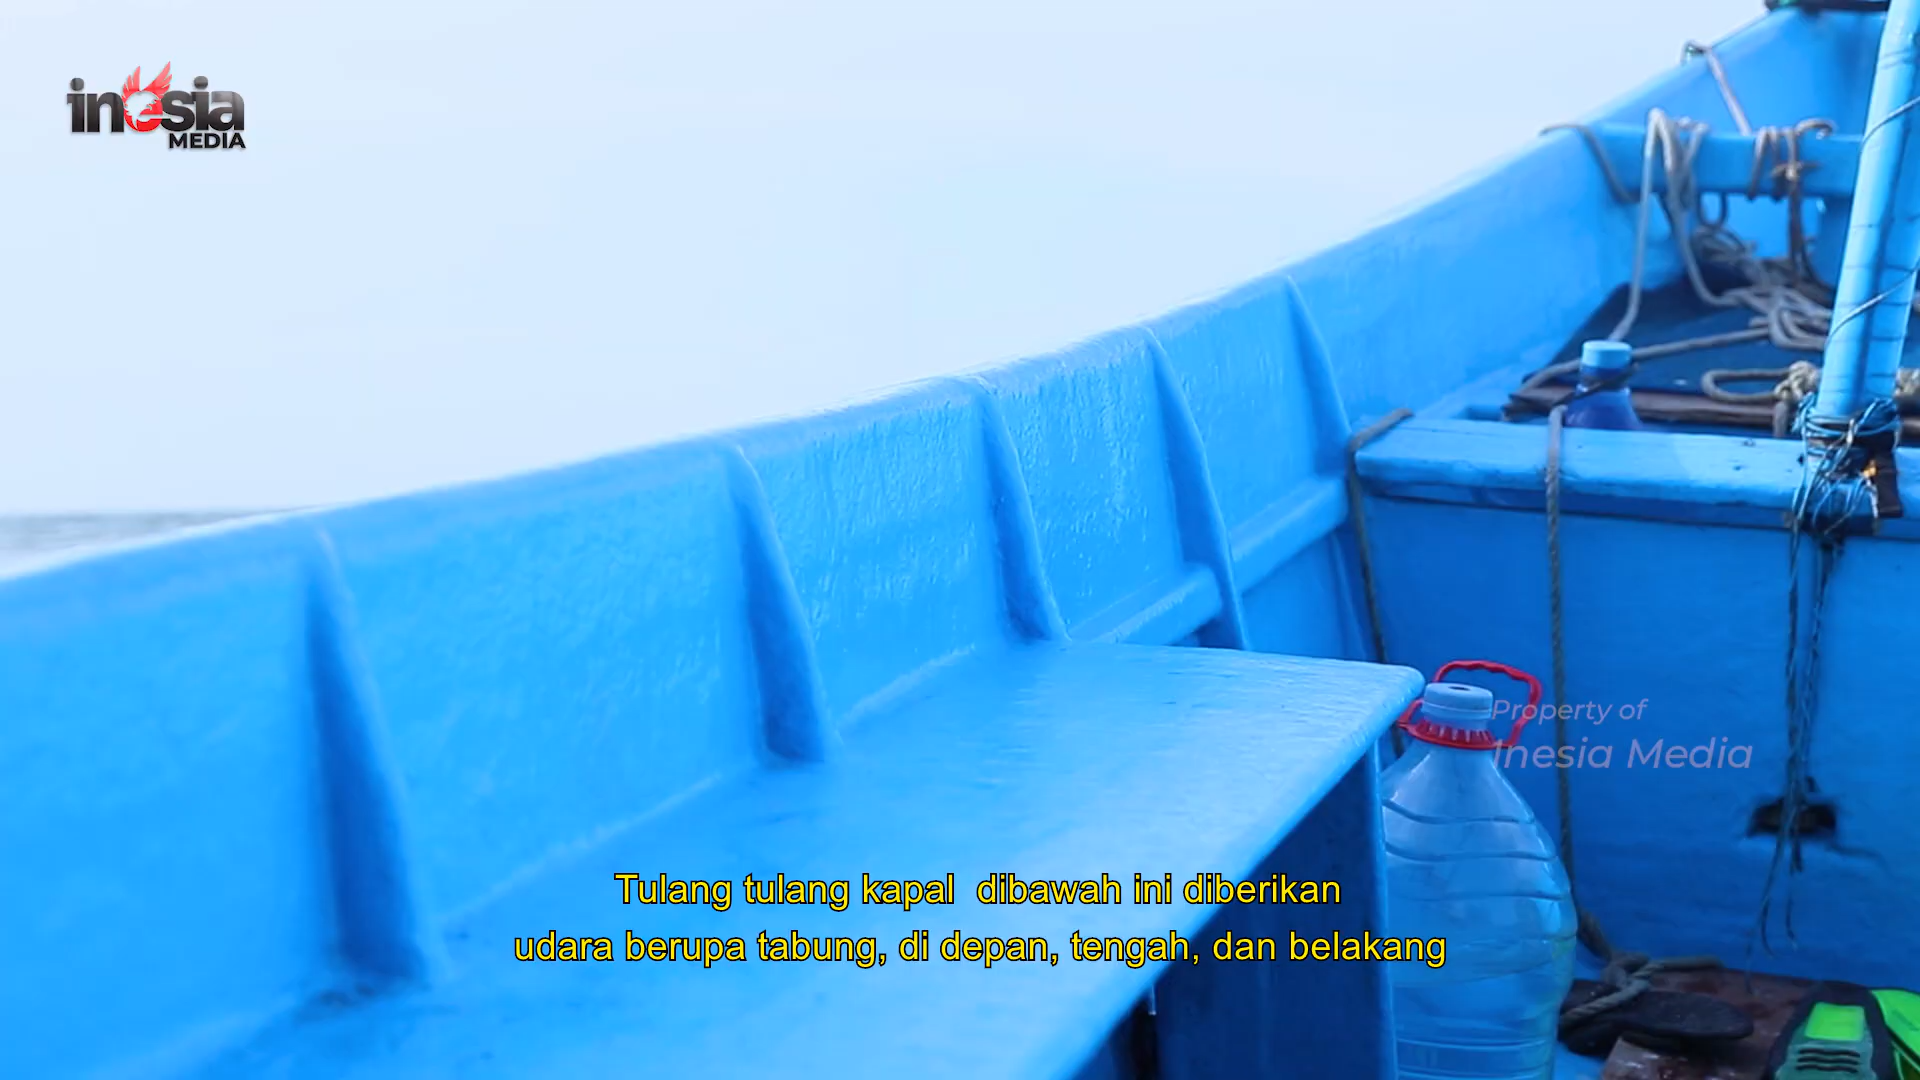 inesia
MEDIA
Property of
Inesia Media
Tulang tulang kapal  dibawah ini diberikan
udara berupa tabung, di depan, tengah, dan belakang